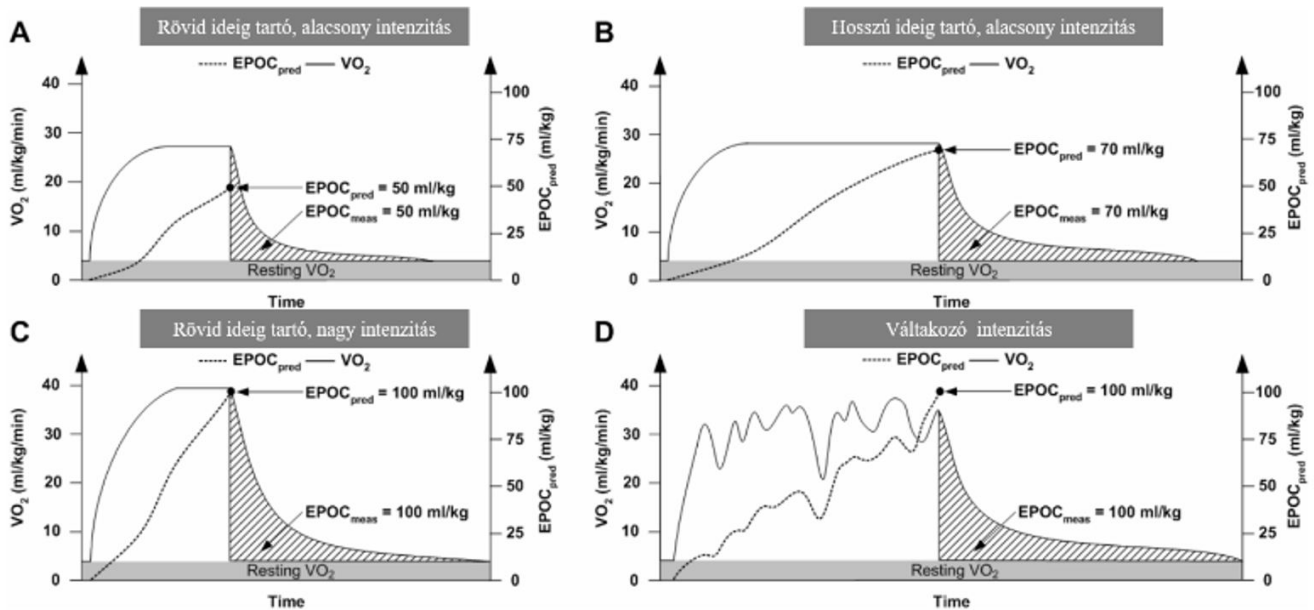 A
Rövid ideig tartó, alacsony intenzitás
EPOCpred VO2
40
30
20
10
0
VO2 (ml/kg/min)
100
75
50
25
0
EPOCpred (ml/kg)
EPOCpred = 50 ml/kg
EPOCmeas = 50 ml/kg
Resting VO2
Time
B
Hosszú ideig tartó, alacsony intenzitás
EPOCpred VO2
40
30
20
10
0
VO2 (ml/kg/min)
100
75
50
25
0
EPOCpred (ml/kg)
EPOCpred = 70 ml/kg
EPOCmeas = 70 ml/kg
Resting VO2
Time
C
Rövid ideig tartó, nagy intenzitás
EPOCpred VO2
40
30
20
10
0
VO2 (ml/kg/min)
100
75
50
25
0
EPOCpred (ml/kg)
EPOCpred = 100 ml/kg
EPOCmeas = 100 ml/kg
Resting VO2
Time
D
Váltakozó intenzitás
EPOCpred VO2
40
30
20
10
0
VO2 (ml/kg/min)
100
75
50
25
0
EPOCpred (ml/kg)
EPOCpred = 100 ml/kg
EPOCmeas = 100 ml/kg
Resting VO2
Time